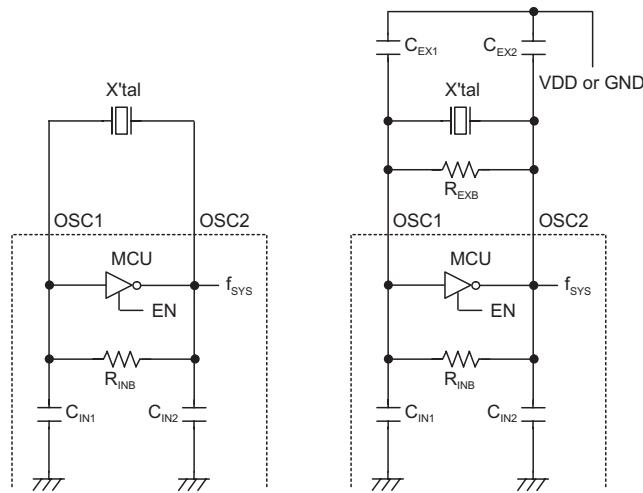 X'tal
OSC1 OSC2
MCU
f_SYS
EN
R_INB
C_IN1 C_IN2
C_EX1 C_EX2
VDD or GND
X'tal
R_EXB
OSC1 OSC2
MCU
f_SYS
EN
R_INB
C_IN1 C_IN2